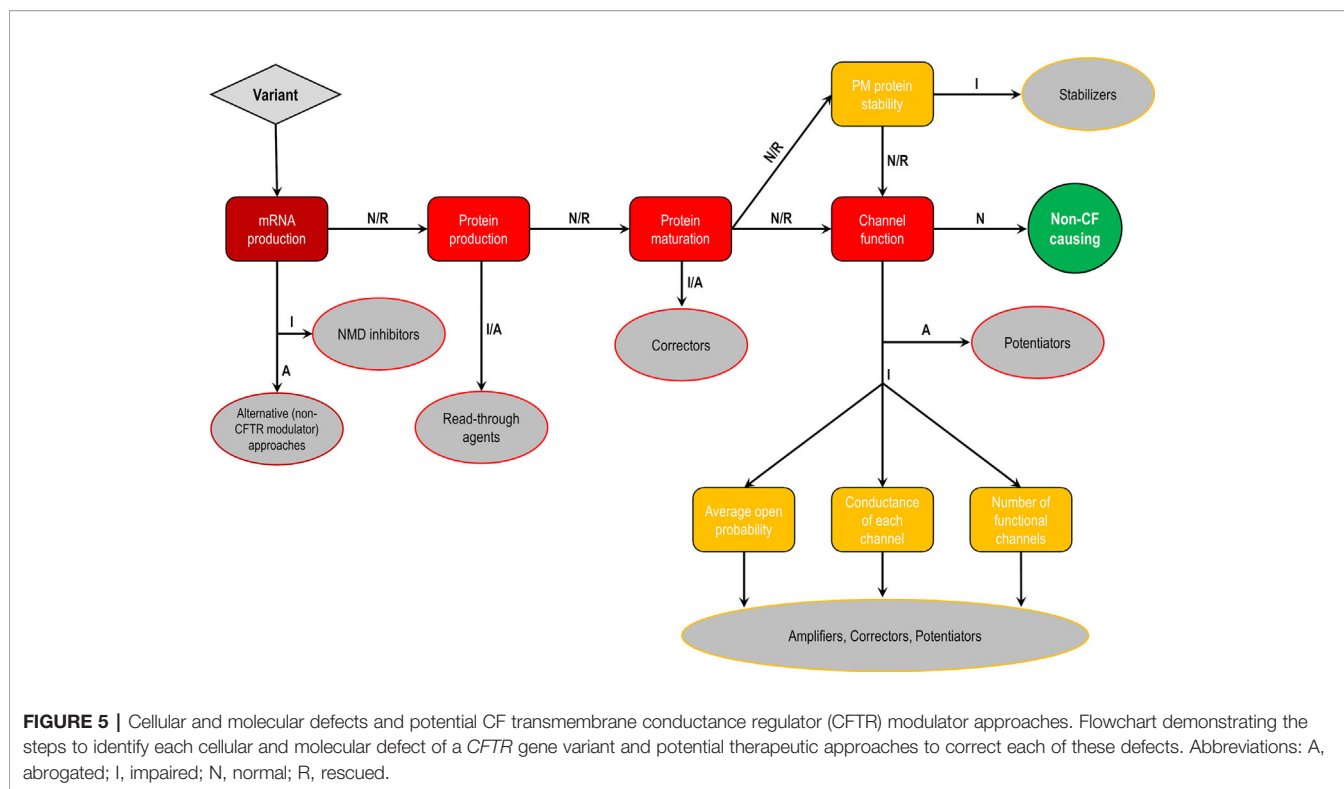 Variant
PM protein
stability
I
Stabilizers
N/R
N/R
mRNA
production
N/R
Protein
production
N/R
Protein
maturation
N/R
Channel
function
N
Non-CF
causing
I
NMD inhibitors
A
Alternative (non-
CFTR modulator)
approaches
I/A
Read-through
agents
I/A
Correctors
A
Potentiators
I
Average open
probability
Conductance
of each
channel
Number of
functional
channels
Amplifiers, Correctors, Potentiators
FIGURE 5 | Cellular and molecular defects and potential CF transmembrane conductance regulator (CFTR) modulator approaches. Flowchart demonstrating the
steps to identify each cellular and molecular defect of a CFTR gene variant and potential therapeutic approaches to correct each of these defects. Abbreviations: A,
abrogated; I, impaired; N, normal; R, rescued.